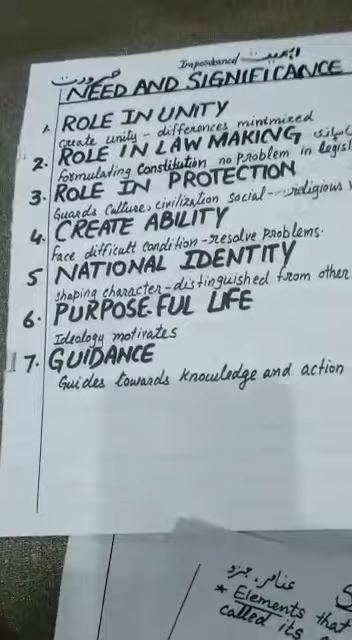 ضرورت Importance اہمیت
NEED AND SIGNIFICANCE
1. ROLE IN UNITY
Create unity - differences minimized
2. ROLE IN LAW MAKING
formulating Constitution no problem in legisl
3. ROLE IN PROTECTION
Guards Culture, civilization social - religious
4. CREATE ABILITY
Face difficult condition - resolve problems.
5 NATIONAL IDENTITY
shaping character - distinguished from other
6. PURPOSE-FUL LIFE
Ideology motivates
7. GUIDANCE
Guides towards knowledge and action
عناصر، جزو
* Elements that
called its